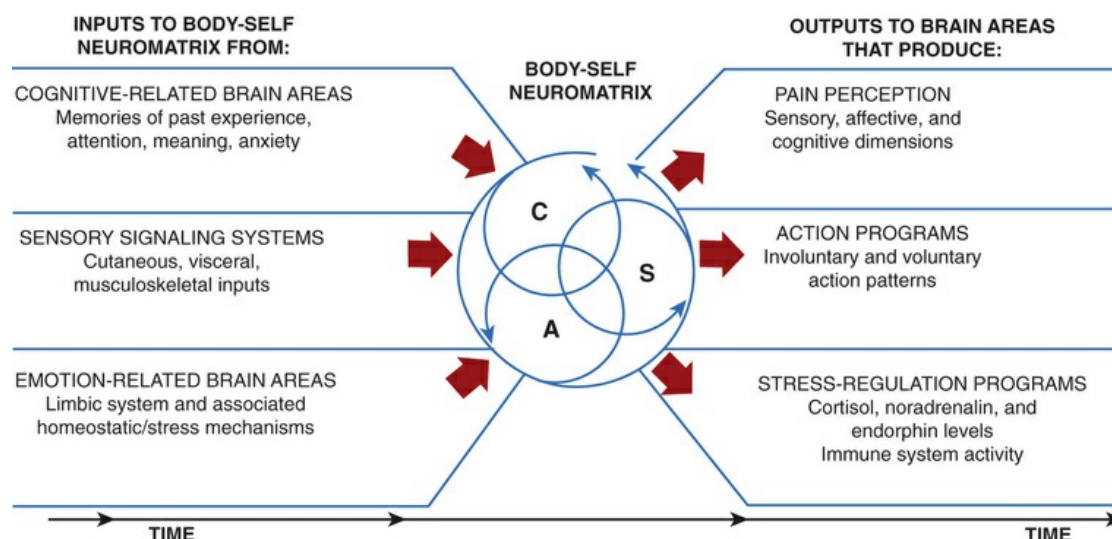 INPUTS TO BODY-SELF
NEUROMATRIX FROM:
COGNITIVE-RELATED BRAIN AREAS
Memories of past experience,
attention, meaning, anxiety
SENSORY SIGNALING SYSTEMS
Cutaneous, visceral,
musculoskeletal inputs
EMOTION-RELATED BRAIN AREAS
Limbic system and associated
homeostatic/stress mechanisms
BODY-SELF
NEUROMATRIX
C
S
A
OUTPUTS TO BRAIN AREAS
THAT PRODUCE:
PAIN PERCEPTION
Sensory, affective, and
cognitive dimensions
ACTION PROGRAMS
Involuntary and voluntary
action patterns
STRESS-REGULATION PROGRAMS
Cortisol, noradrenalin, and
endorphin levels
Immune system activity
TIME
TIME